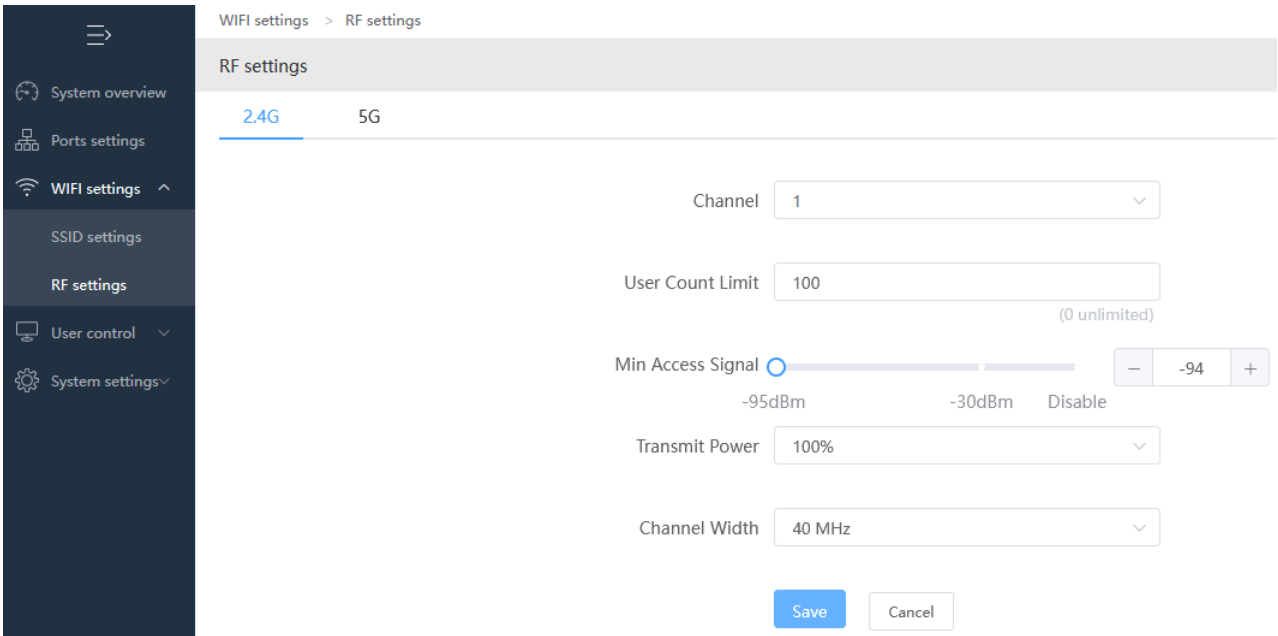 WIFI settings > RF settings
RF settings
System overview
Ports settings
WIFI settings
SSID settings
RF settings
User control
System settings
2.4G 5G
Channel 1
User Count Limit 100
(0 unlimited)
Min Access Signal − -94 +
-95dBm -30dBm Disable
Transmit Power 100%
Channel Width 40 MHz
Save Cancel